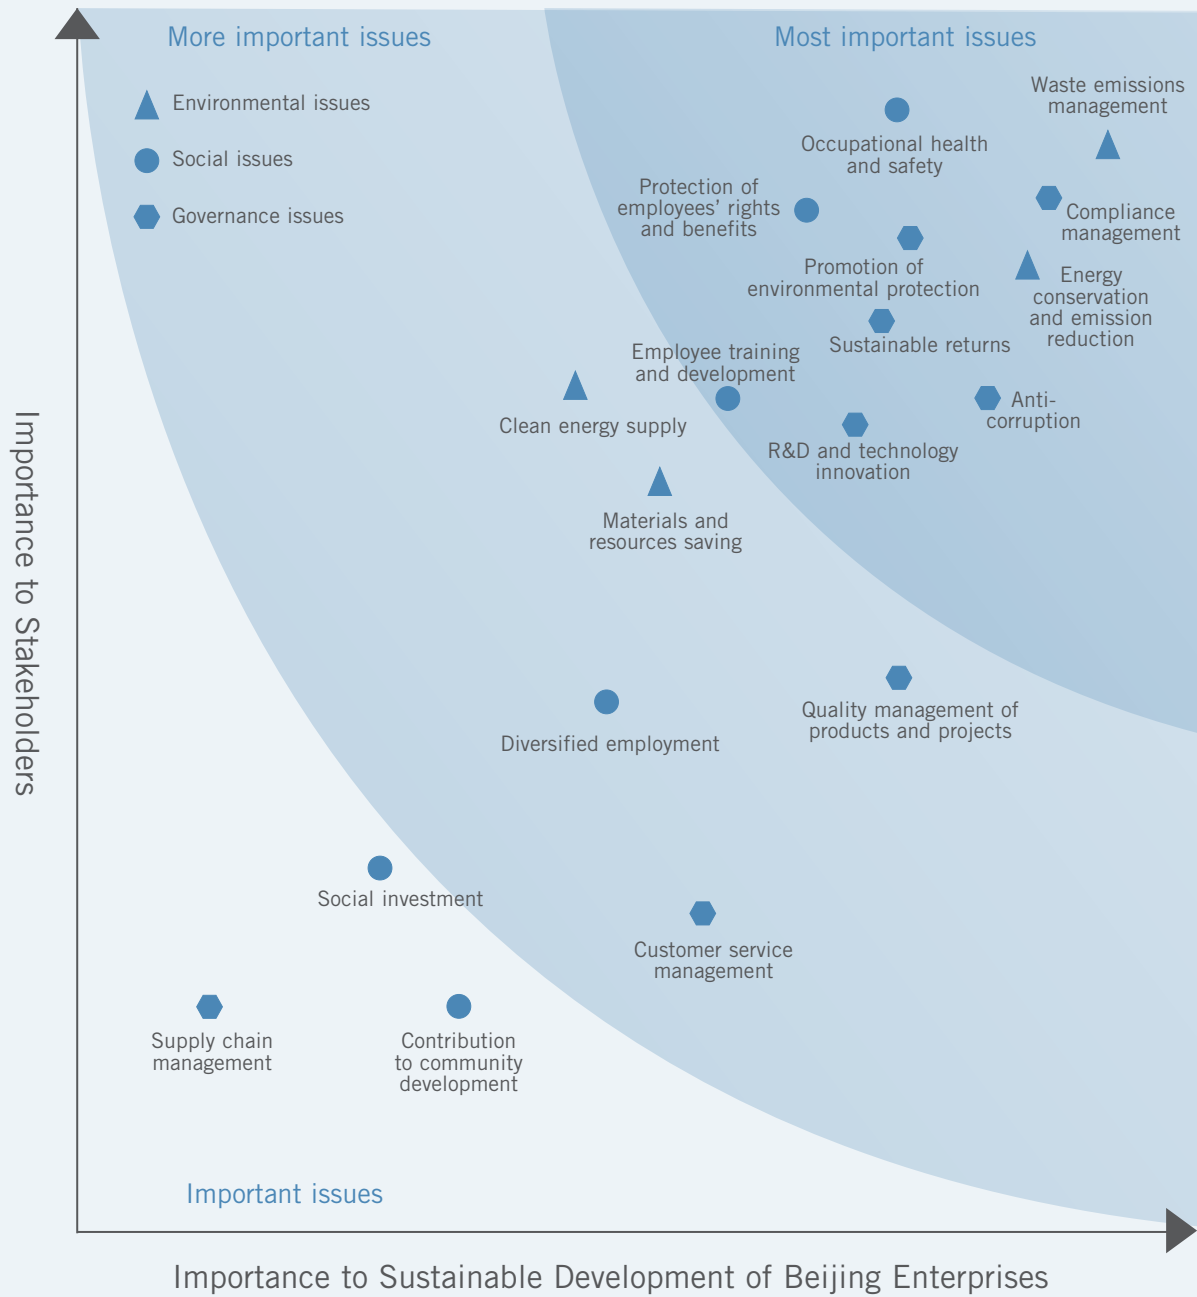 More important issues
Most important issues
Environmental issues
Social issues
Governance issues
Waste emissions
management
Occupational health
and safety
Protection of
employees' rights
and benefits
Compliance
management
Promotion of
environmental protection
Energy
conservation
and emission
reduction
Sustainable returns
Employee training
and development
Anti-
corruption
Clean energy supply
R&D and technology
innovation
Materials and
resources saving
Quality management of
products and projects
Diversified employment
Social investment
Customer service
management
Supply chain
management
Contribution
to community
development
Important issues
Importance to Stakeholders
Importance to Sustainable Development of Beijing Enterprises